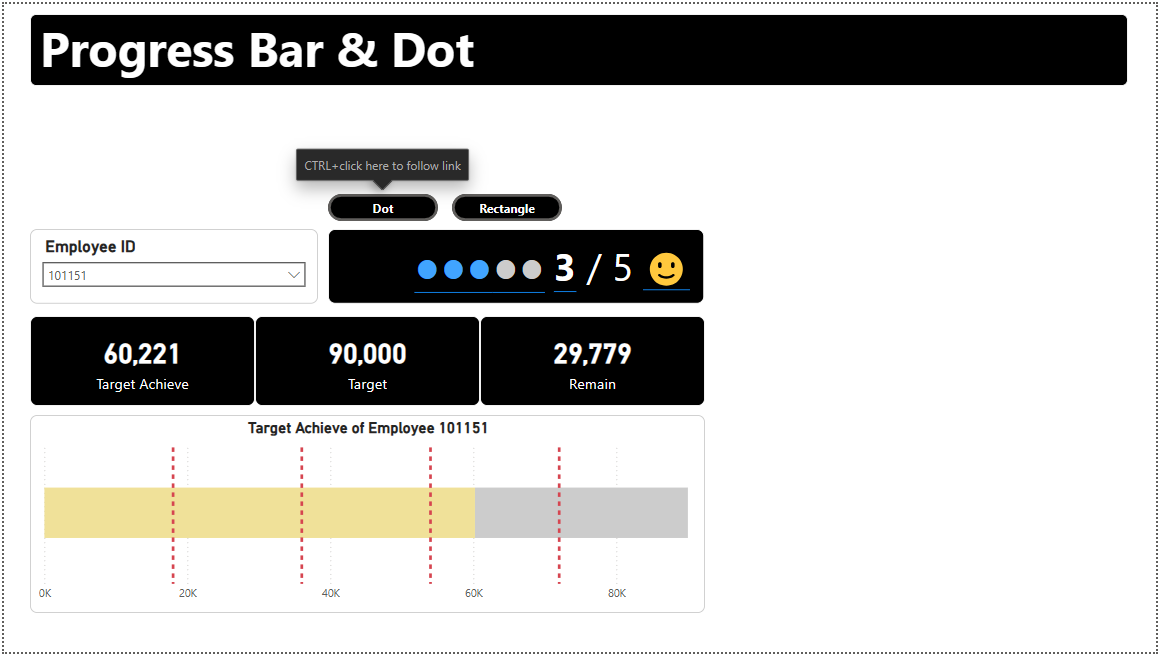 Progress Bar & Dot
CTRL+click here to follow link
Dot
Rectangle
Employee ID
101151
3 / 5
60,221
Target Achieve
90,000
Target
29,779
Remain
Target Achieve of Employee 101151
0K 20K 40K 60K 80K